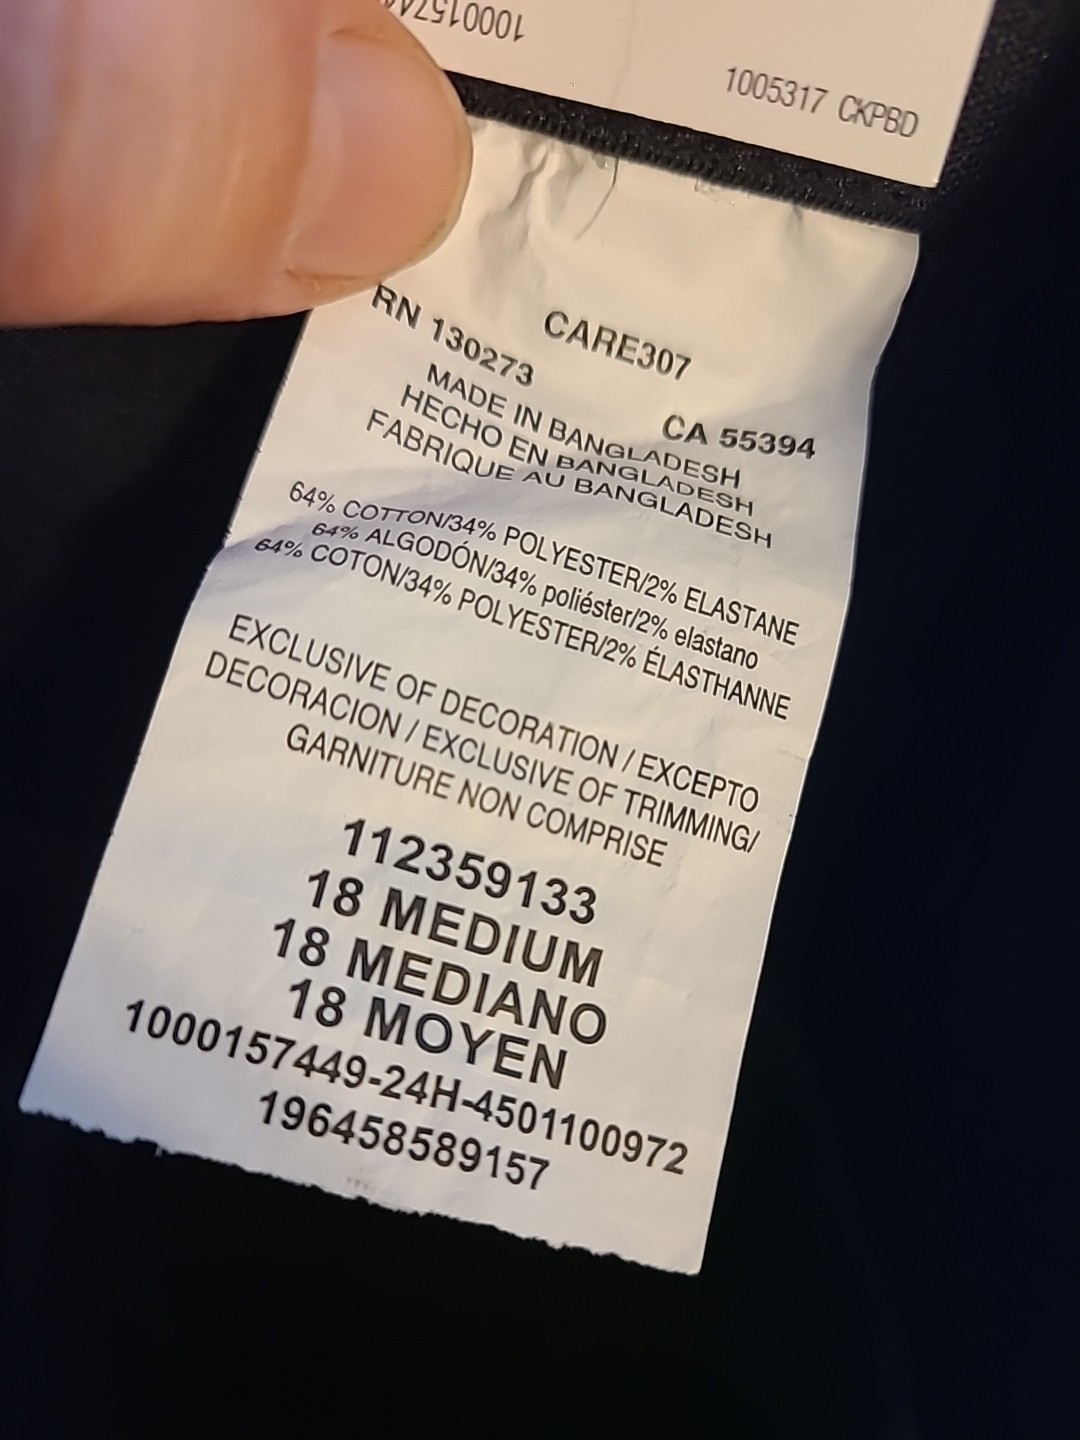 100015744
1005317 CKPBD
CARE307
RN 130273
CA 55394
MADE IN BANGLADESH
HECHO EN BANGLADESH
FABRIQUE AU BANGLADESH
64% COTTON/34% POLYESTER/2% ELASTANE
64% ALGODÓN/34% poliéster/2% elastano
64% COTON/34% POLYESTER/2% ÉLASTHANNE
EXCLUSIVE OF DECORATION / EXCEPTO
DECORACION / EXCLUSIVE OF TRIMMING/
GARNITURE NON COMPRISE
112359133
18 MEDIUM
18 MEDIANO
18 MOYEN
1000157449-24H-4501100972
196458589157